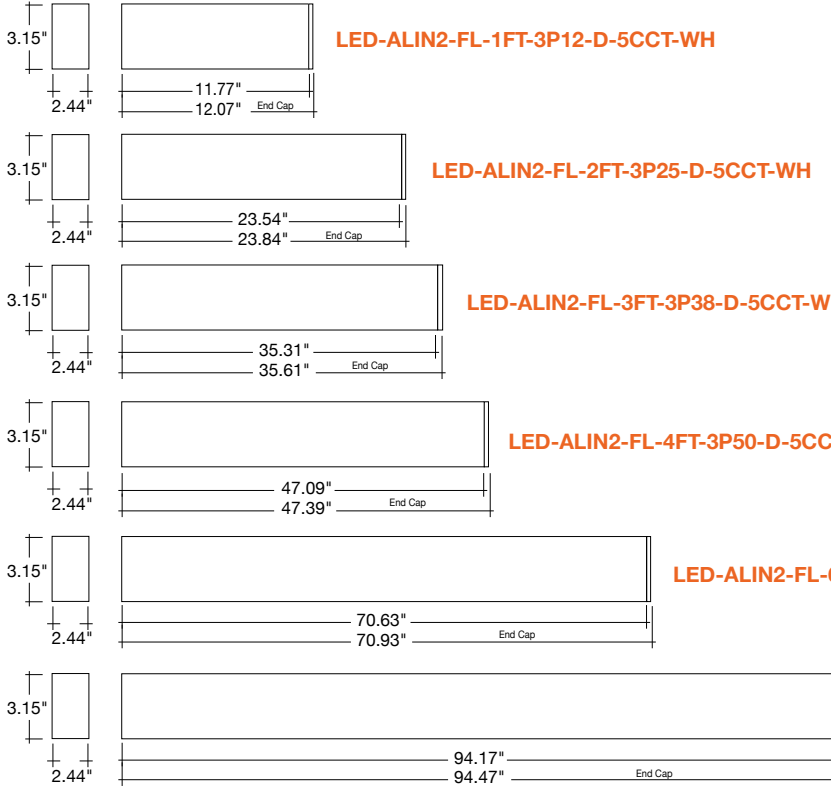 3.15"
LED-ALIN2-FL-1FT-3P12-D-5CCT-WH
11.77"
2.44"
12.07" End Cap
3.15"
LED-ALIN2-FL-2FT-3P25-D-5CCT-WH
23.54"
2.44"
23.84" End Cap
3.15"
LED-ALIN2-FL-3FT-3P38-D-5CCT-W
35.31"
2.44"
35.61" End Cap
3.15"
LED-ALIN2-FL-4FT-3P50-D-5CC
47.09"
2.44"
47.39" End Cap
3.15"
LED-ALIN2-FL-
70.63"
2.44"
70.93" End Cap
3.15"
94.17"
2.44"
94.47" End Cap